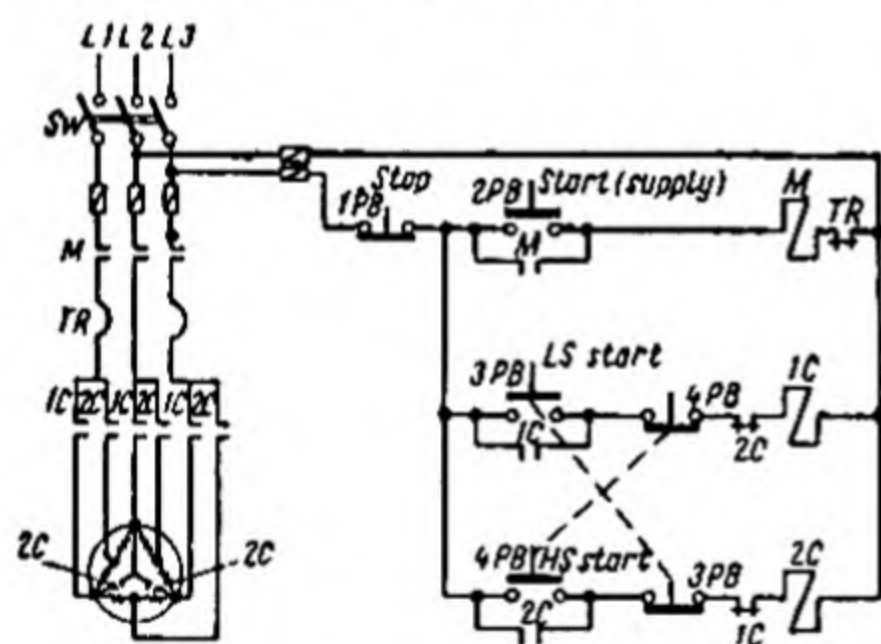 L1 L2 L3
SW
Stop
1PB
2PB Start (supply)
M
M
TR
M
TR
3PB LS start
4PB
1C
1C
2C
1C 2C 1C 2C 1C 2C
2C
2C
4PB HS start
3PB
2C
2C
1C